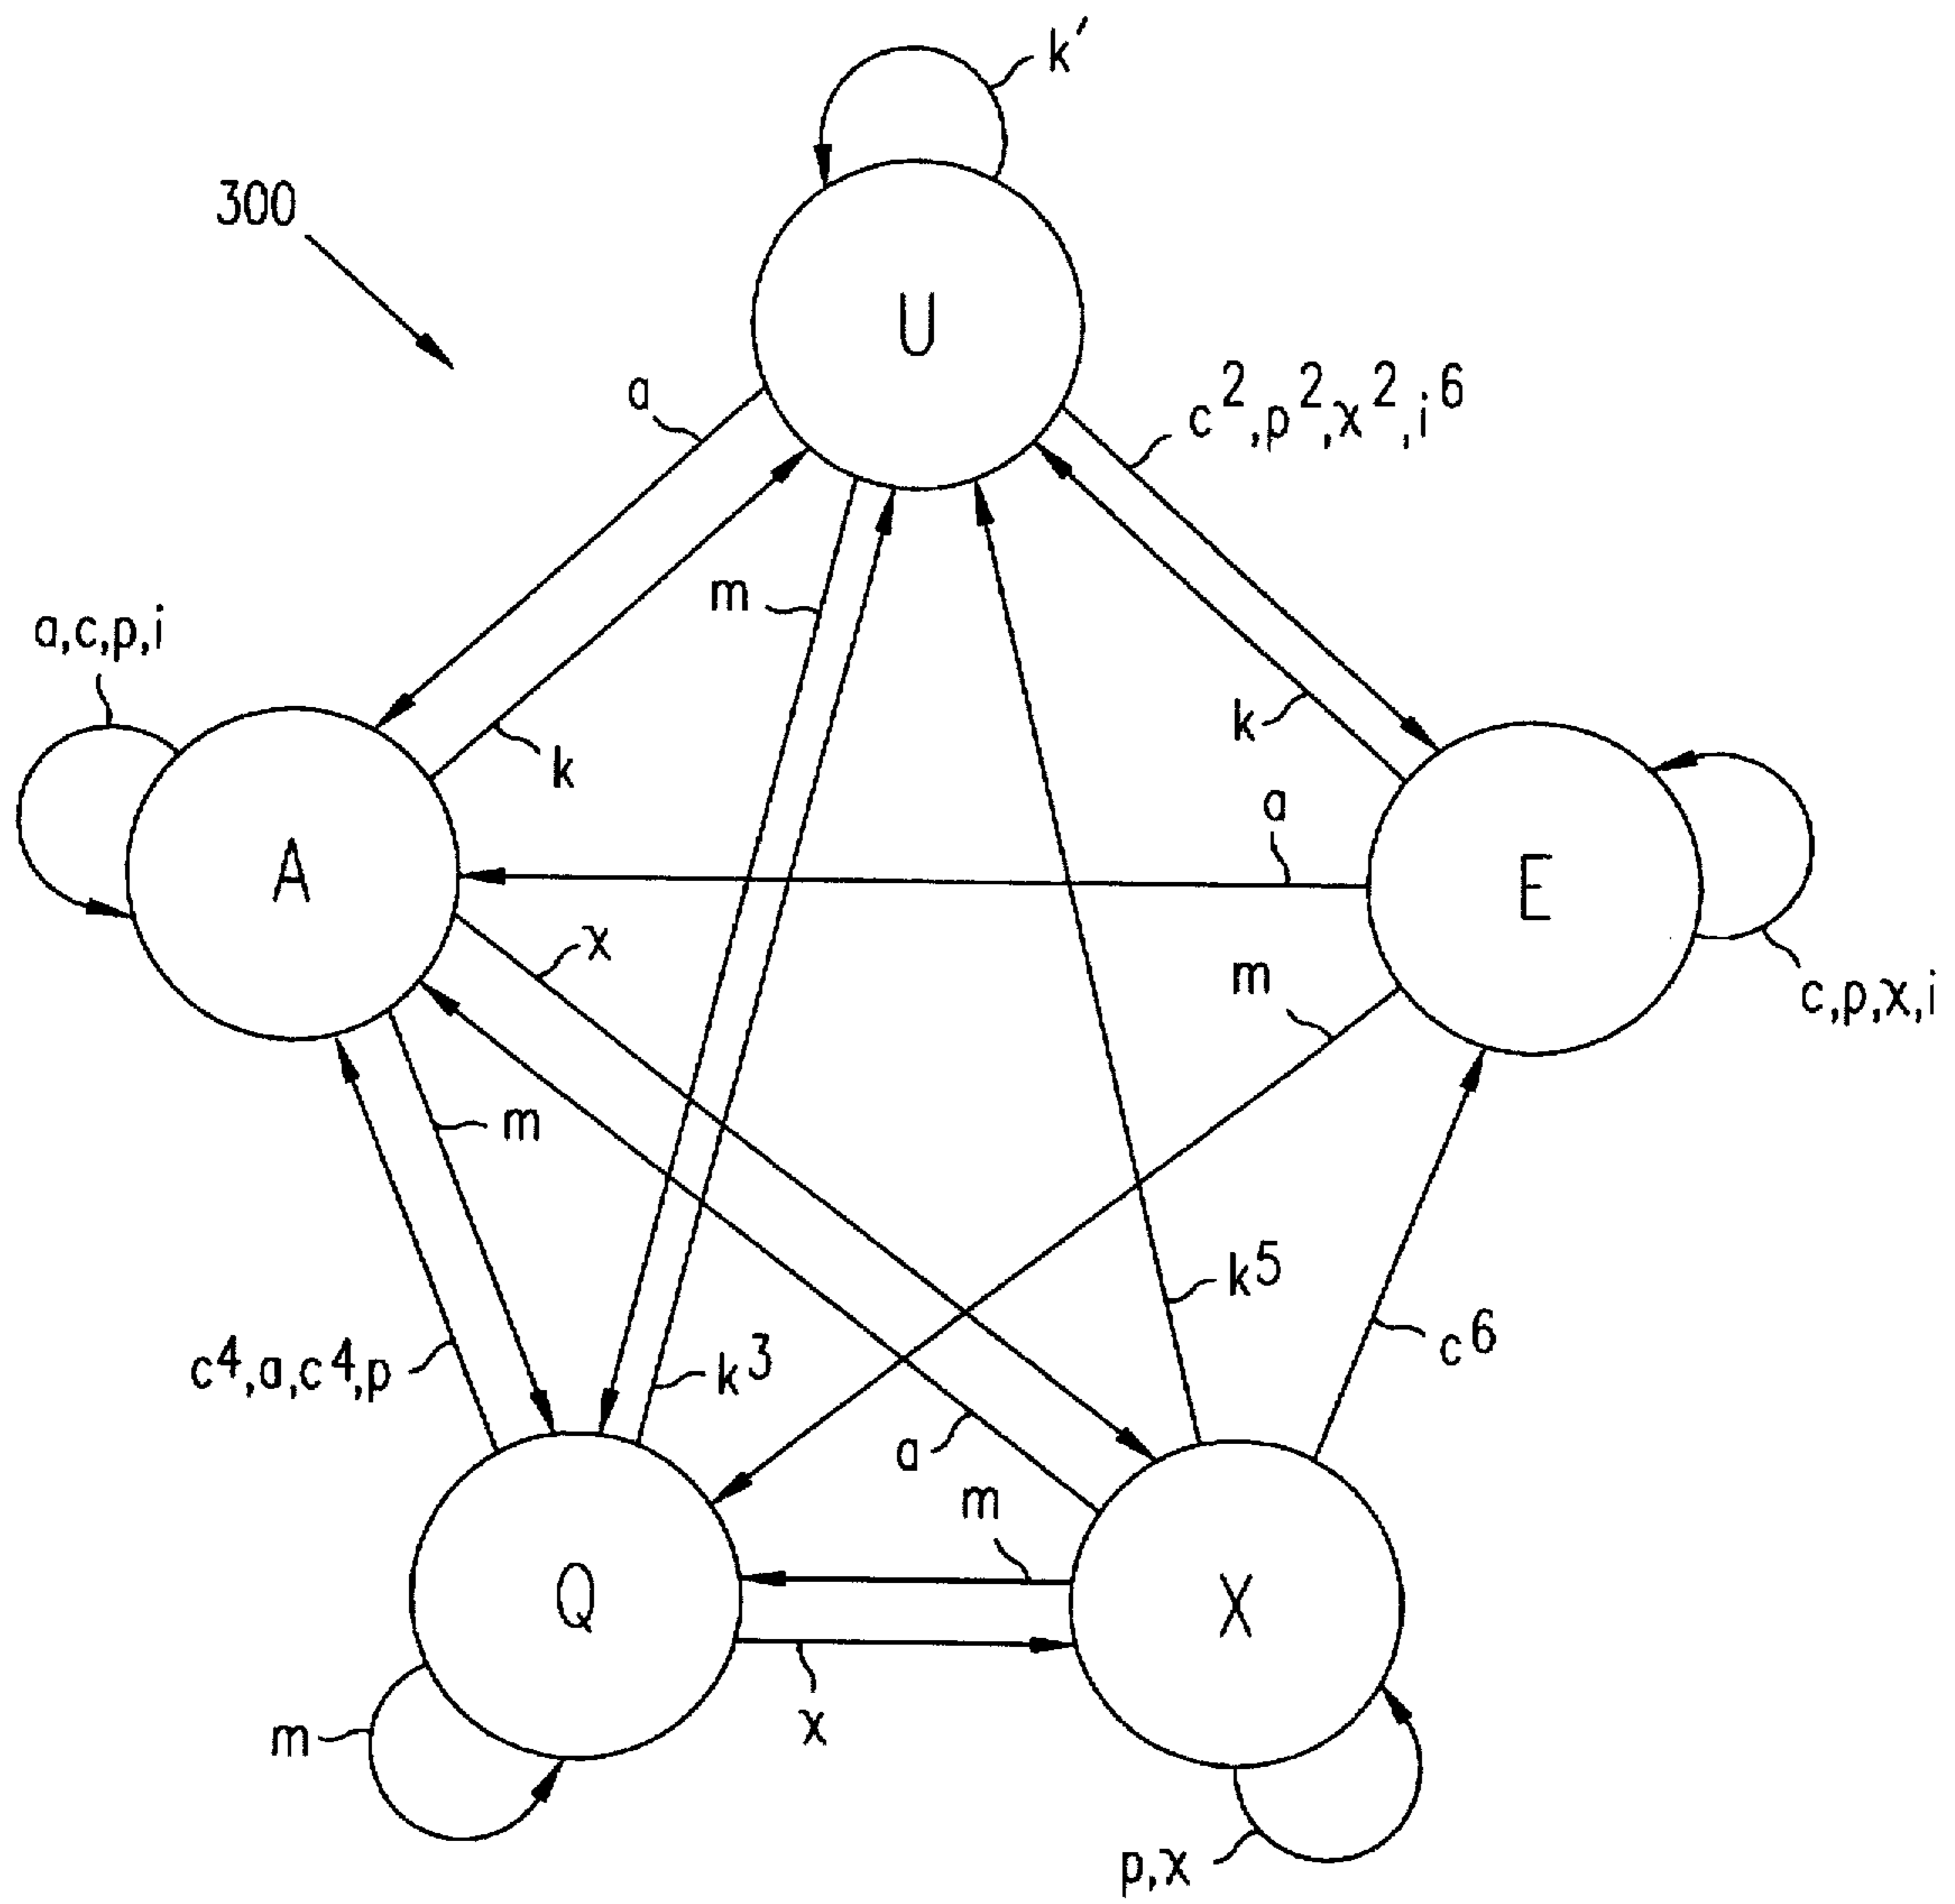 k′
300
U
a
c²,p²,x²,i⁶
m
a,c,p,i
k
k
a
A
E
x
m
c,p,x,i
m
k⁵
c⁶
c⁴,a,c⁴,p
k³
a
m
Q
X
m
x
p,x